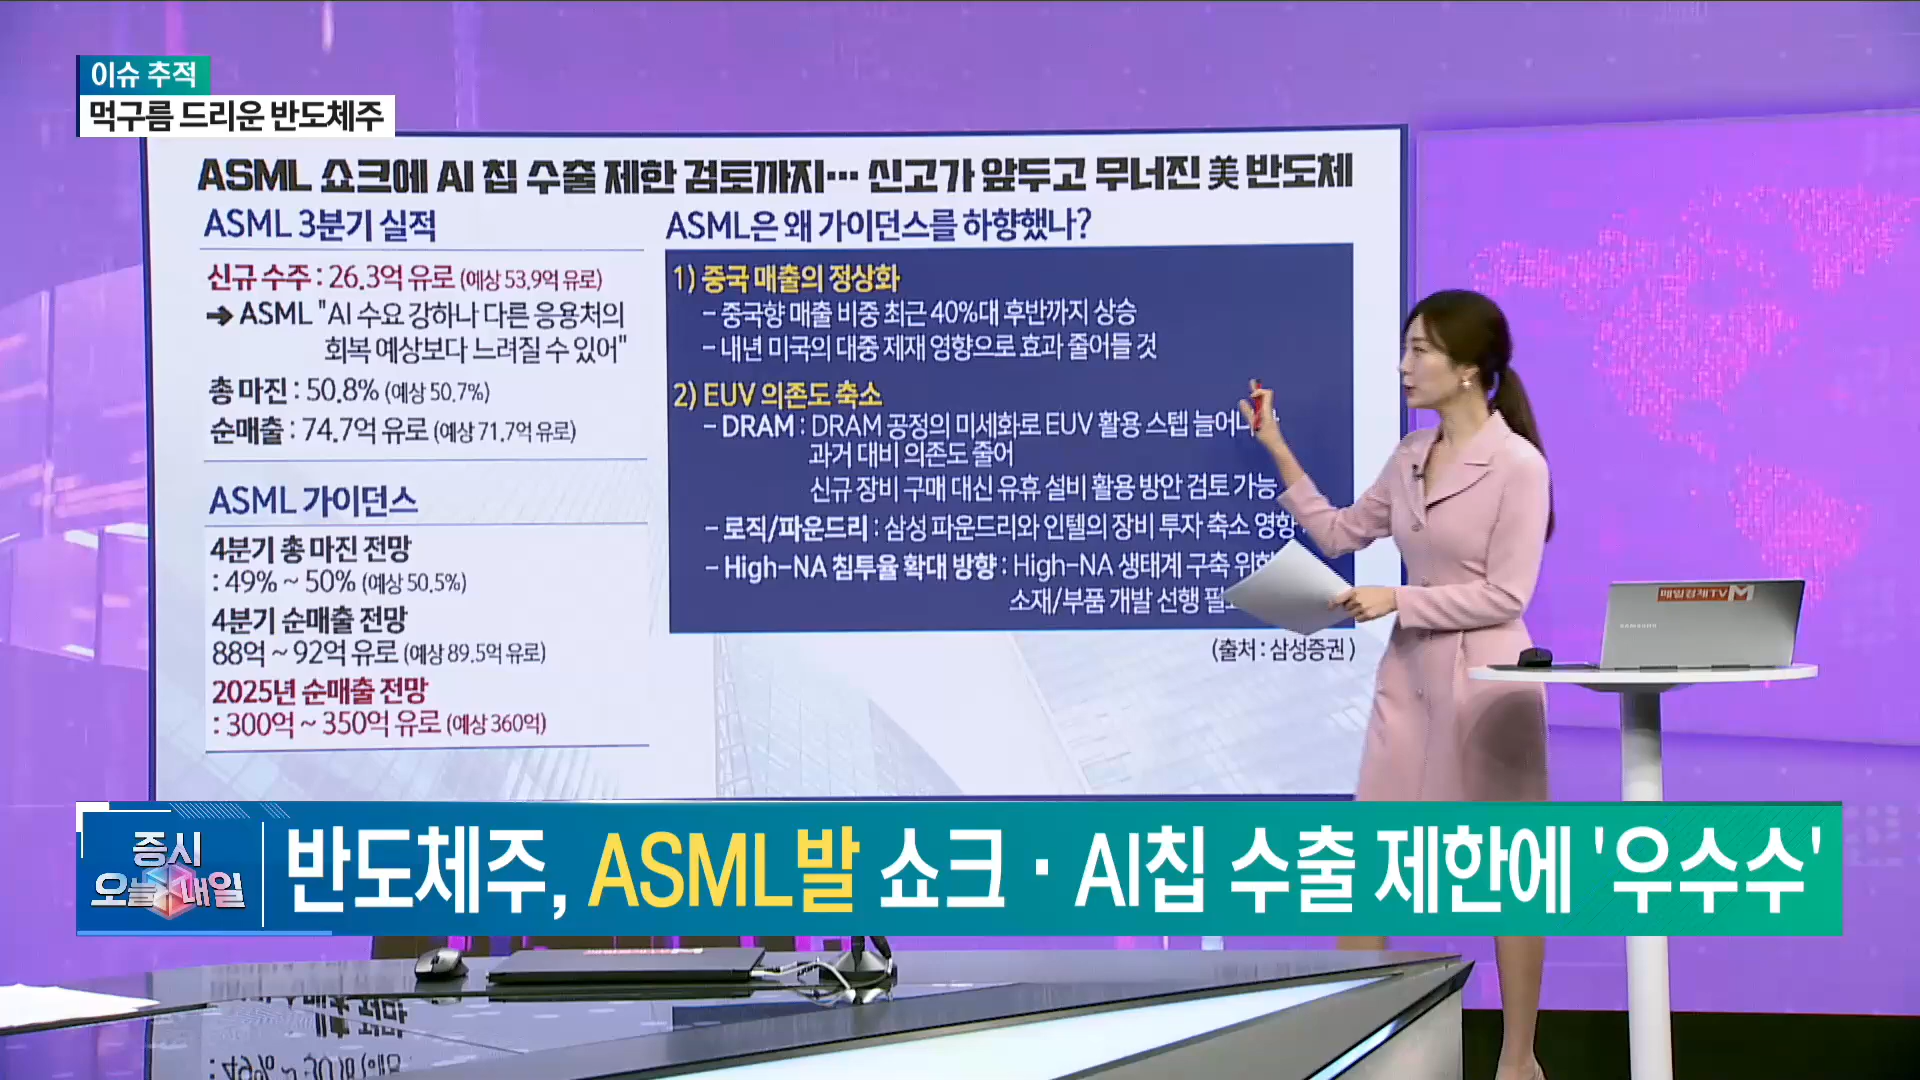 이슈 추적
먹구름 드리운 반도체주
ASML 쇼크에 AI 칩 수출 제한 검토까지… 신고가 앞두고 무너진 美 반도체
ASML 3분기 실적
신규 수주 : 26.3억 유로 (예상 53.9억 유로)
➔ ASML "AI 수요 강하나 다른 응용처의
회복 예상보다 느려질 수 있어"
총 마진 : 50.8% (예상 50.7%)
순매출 : 74.7억 유로 (예상 71.7억 유로)
ASML 가이던스
4분기 총 마진 전망
: 49% ~ 50% (예상 50.5%)
4분기 순매출 전망
88억 ~ 92억 유로 (예상 89.5억 유로)
2025년 순매출 전망
: 300억 ~ 350억 유로 (예상 360억)
ASML은 왜 가이던스를 하향했나?
1) 중국 매출의 정상화
- 중국향 매출 비중 최근 40%대 후반까지 상승
- 내년 미국의 대중 제재 영향으로 효과 줄어들 것
2) EUV 의존도 축소
- DRAM : DRAM 공정의 미세화로 EUV 활용 스텝
과거 대비 의존도 줄어
신규 장비 구매 대신 유휴 설비 활용 방안 검토 가능
- 로직/파운드리 : 삼성 파운드리와 인텔의 장비 투자 축소 영향
- High-NA 침투율 확대 방향 : High-NA 생태계 구축
소재/부품 개발 선행
(출처 : 삼성증권)
매일경제TV M
SAMSUNG
증시
오늘 매일
반도체주, ASML발 쇼크 · AI칩 수출 제한에 '우수수'